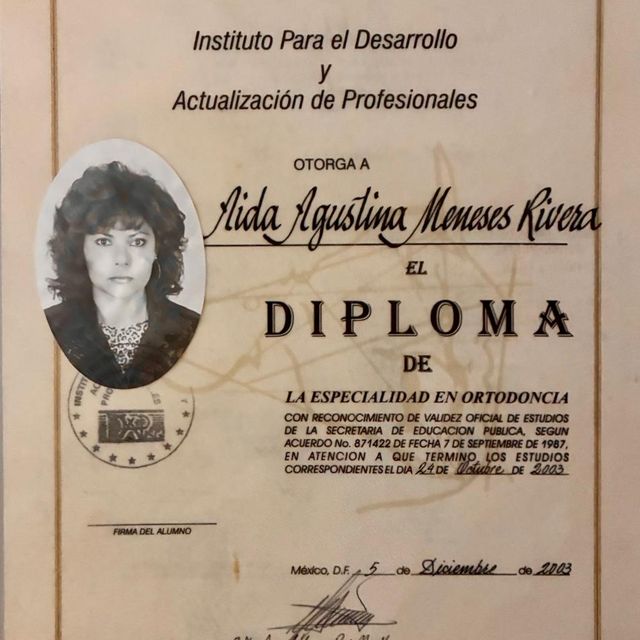 Instituto Para el Desarrollo
y
Actualización de Profesionales
OTORGA A
Aida Agustina Meneses Rivera
EL
DIPLOMA
DE
LA ESPECIALIDAD EN ORTODONCIA
CON RECONOCIMIENTO DE VALIDEZ OFICIAL DE ESTUDIOS
DE LA SECRETARIA DE EDUCACION PUBLICA, SEGUN
ACUERDO No. 871422 DE FECHA 7 DE SEPTIEMBRE DE 1987,
EN ATENCION A QUE TERMINO LOS ESTUDIOS
CORRESPONDIENTES EL DIA 24 DE Octubre DE 2003
FIRMA DEL ALUMNO
México, D.F. 5 de Diciembre de 2003